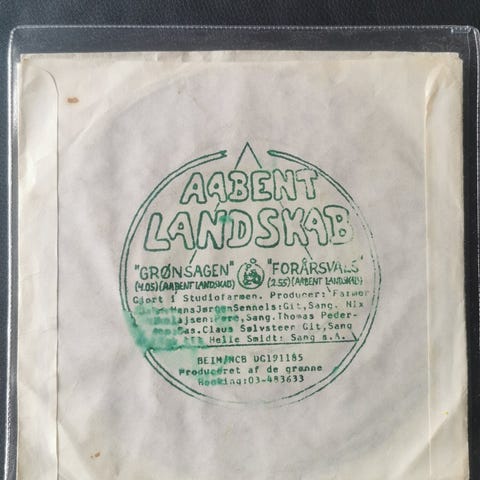 AABENT
LANDSKAB
"GRØNSAGEN" "FORÅRSVALS"
(4.05)(AABENT LANDSKAB) (2.55)(AABENT LANDSKAB)
Gjort i Studiofarmen. Producer: Farmer
HansJørgenSennels:Git,Sang. Nix
Perc,Sang.Thomas Peder-
Bas.Claus Sølvsteen Git,Sang
Helle Smidt: Sang m.A.
BEIM/NCB DG191185
Produceret af de grønne
Booking:03-483633